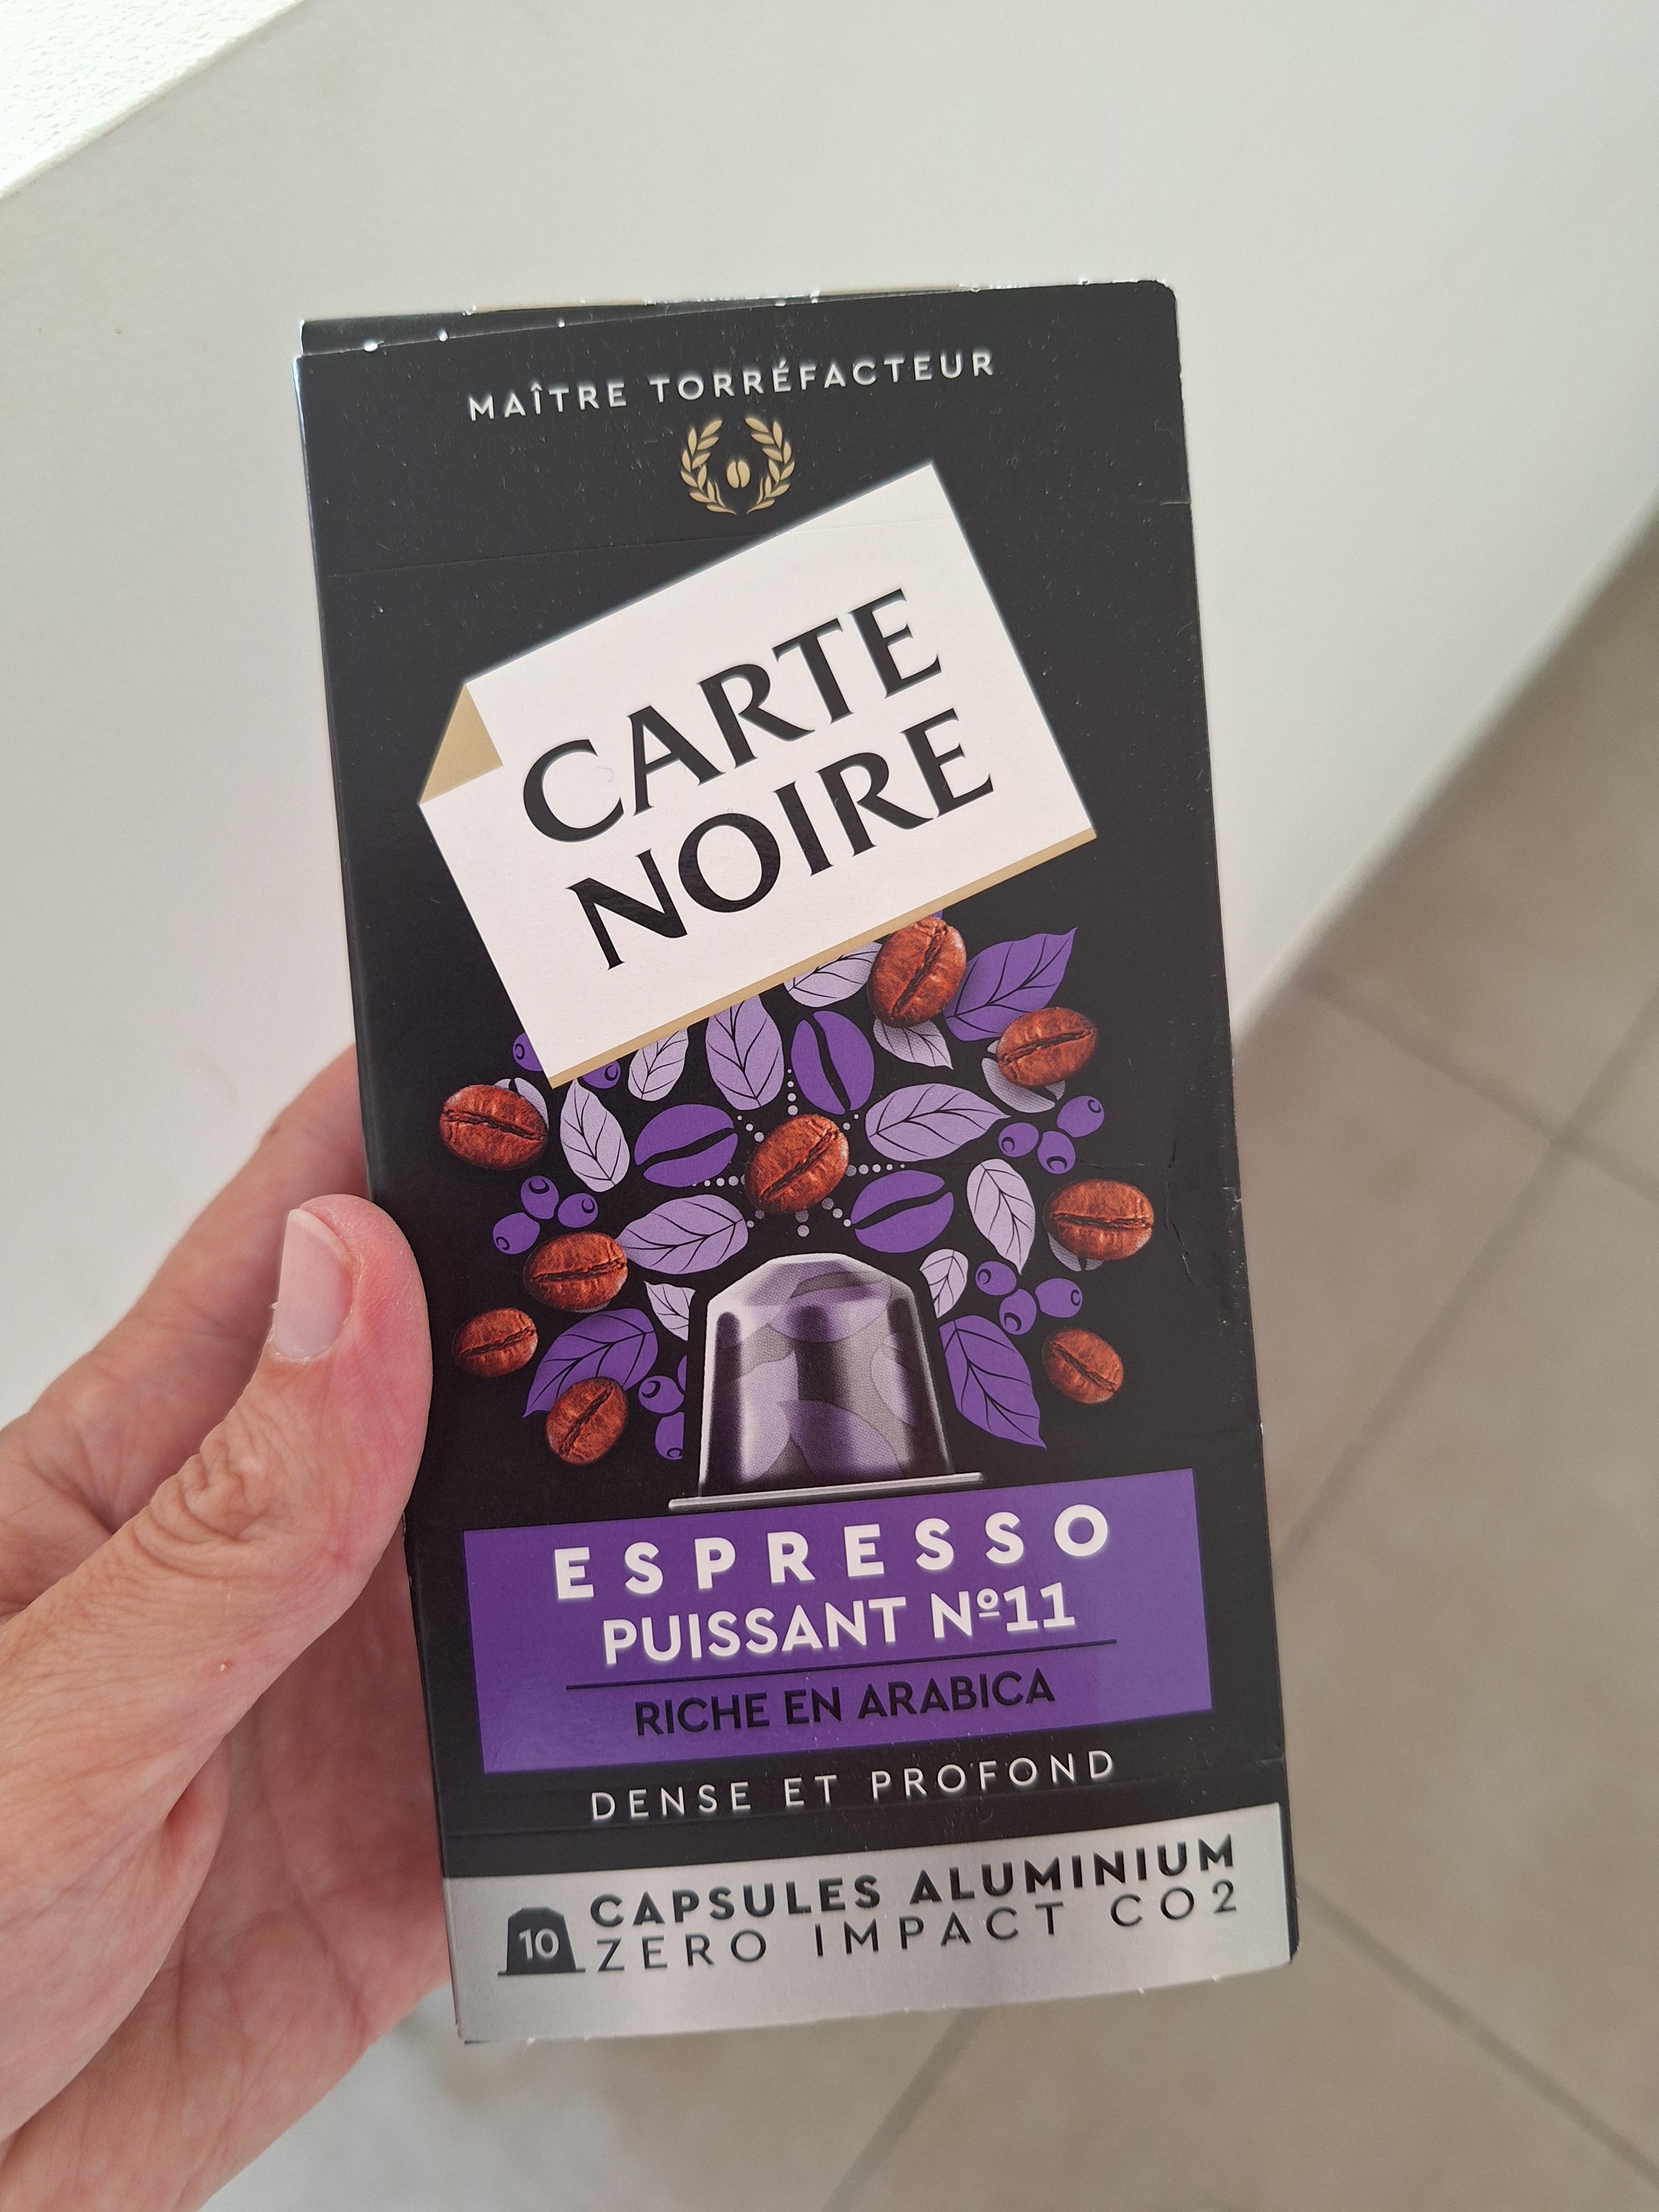 MAÎTRE TORRÉFACTEUR
CARTE
NOIRE
ESPRESSO
PUISSANT Nº11
RICHE EN ARABICA
DENSE ET PROFOND
10 CAPSULES ALUMINIUM
ZERO IMPACT CO2